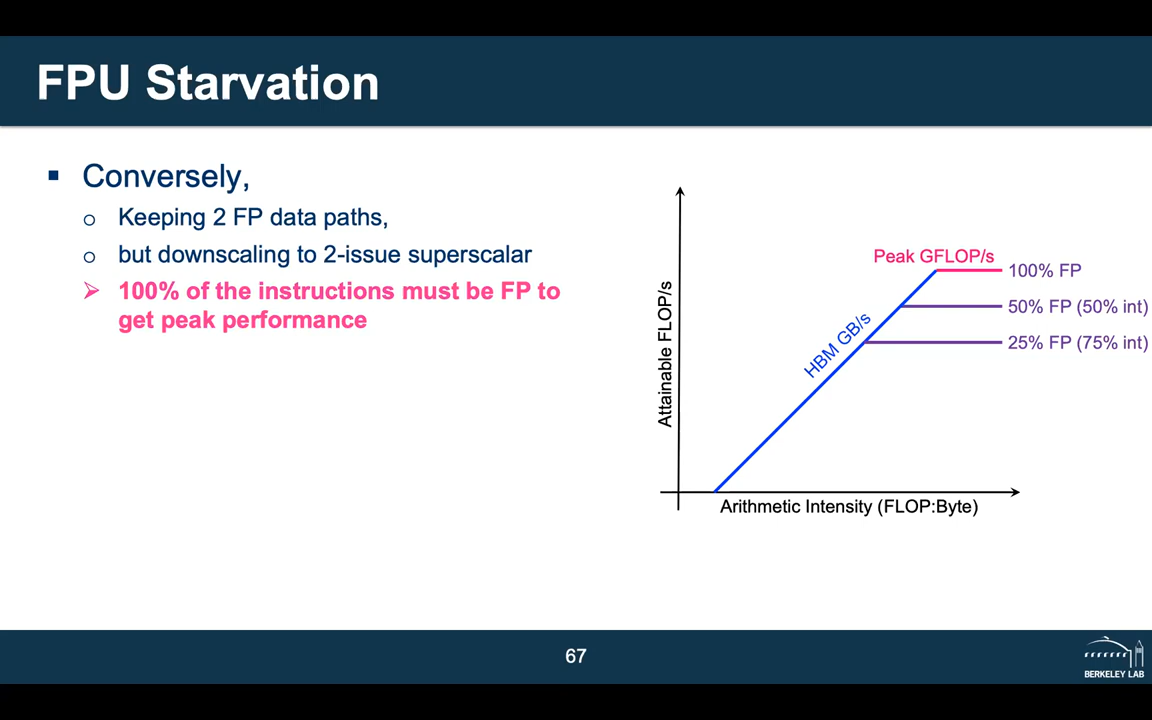 FPU Starvation
▪ Conversely,
o Keeping 2 FP data paths,
o but downscaling to 2-issue superscalar
➢ 100% of the instructions must be FP to
get peak performance
Peak GFLOP/s
100% FP
50% FP (50% int)
25% FP (75% int)
HBM GB/s
Attainable FLOP/s
Arithmetic Intensity (FLOP:Byte)
67
BERKELEY LAB